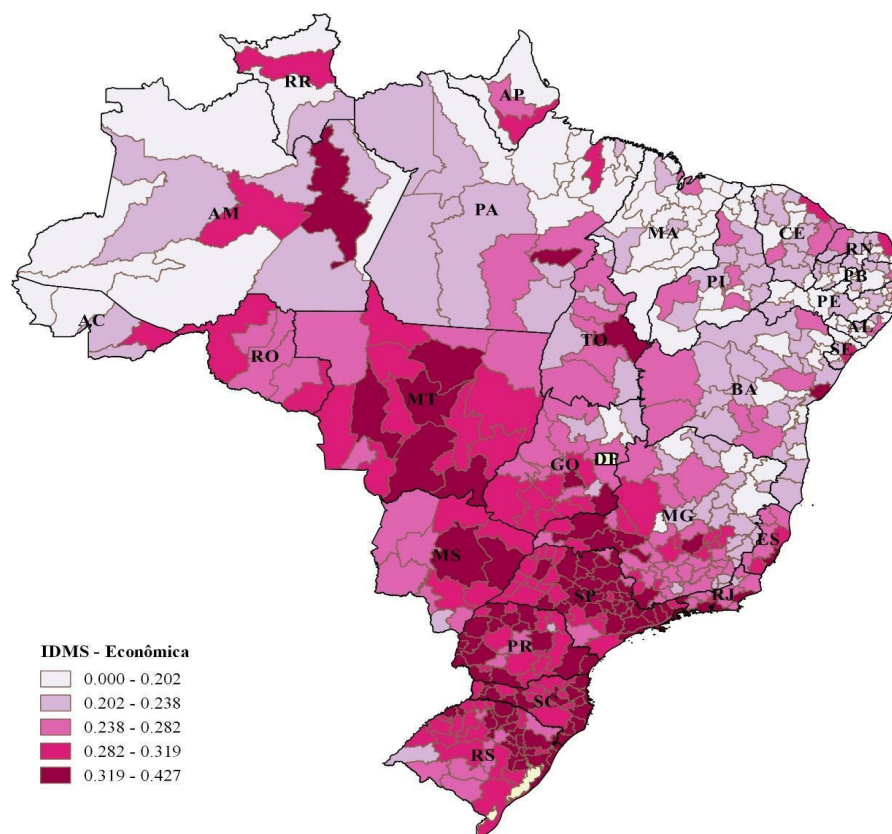 RR
AP
AM
PA
MA
CE
RN
PB
PI
PE
AC
AL
TO
SE
RO
BA
MT
DF
GO
MG
ES
MS
SP
RJ
PR
SC
RS
IDMS - Econômica
0.000 - 0.202
0.202 - 0.238
0.238 - 0.282
0.282 - 0.319
0.319 - 0.427